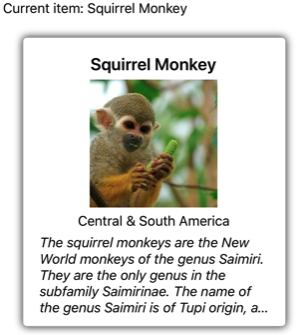 Current item: Squirrel Monkey
Squirrel Monkey
Central & South America
The squirrel monkeys are the New
World monkeys of the genus Saimiri.
They are the only genus in the
subfamily Saimirinae. The name of
the genus Saimiri is of Tupi origin, a...